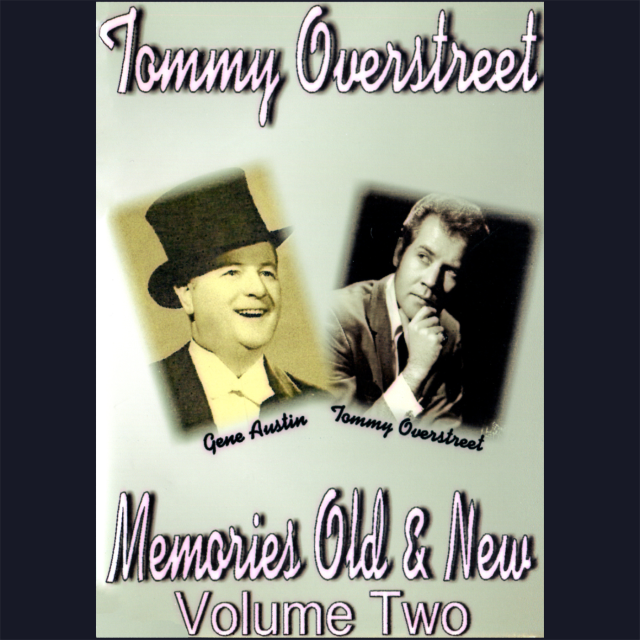 Tommy Overstreet
Gene Austin
Tommy Overstreet
Memories Old & New
Volume Two